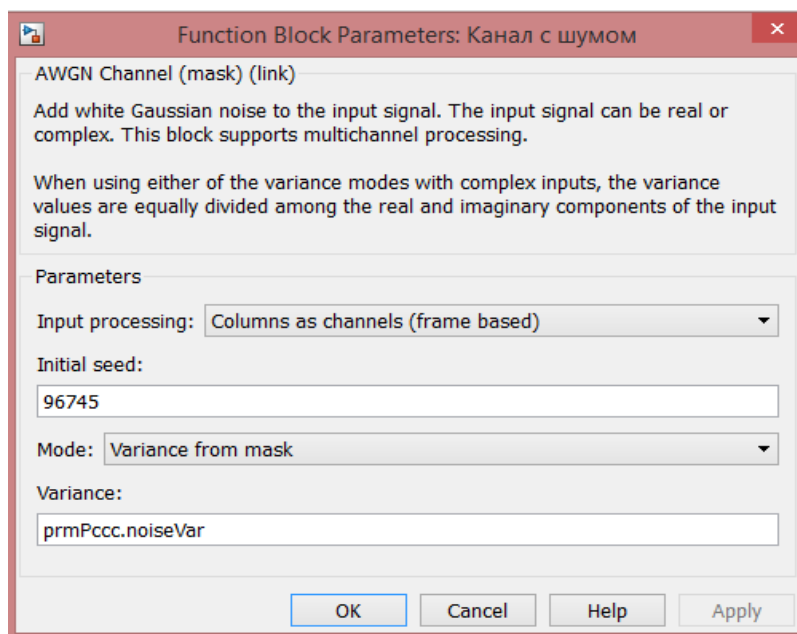 Function Block Parameters: Канал с шумом
AWGN Channel (mask) (link)
Add white Gaussian noise to the input signal. The input signal can be real or
complex. This block supports multichannel processing.
When using either of the variance modes with complex inputs, the variance
values are equally divided among the real and imaginary components of the input
signal.
Parameters
Input processing: Columns as channels (frame based)
Initial seed:
96745
Mode: Variance from mask
Variance:
prmPccc.noiseVar
OK Cancel Help Apply